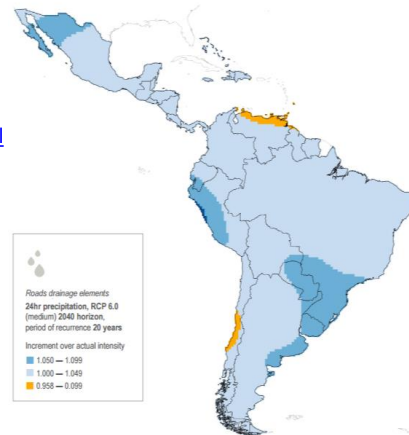 Roads drainage elements
24hr precipitation, RCP 6.0
(medium) 2040 horizon,
period of recurrence 20 years
Increment over actual intensity
1.050 — 1.099
1.000 — 1.049
0.958 — 0.099